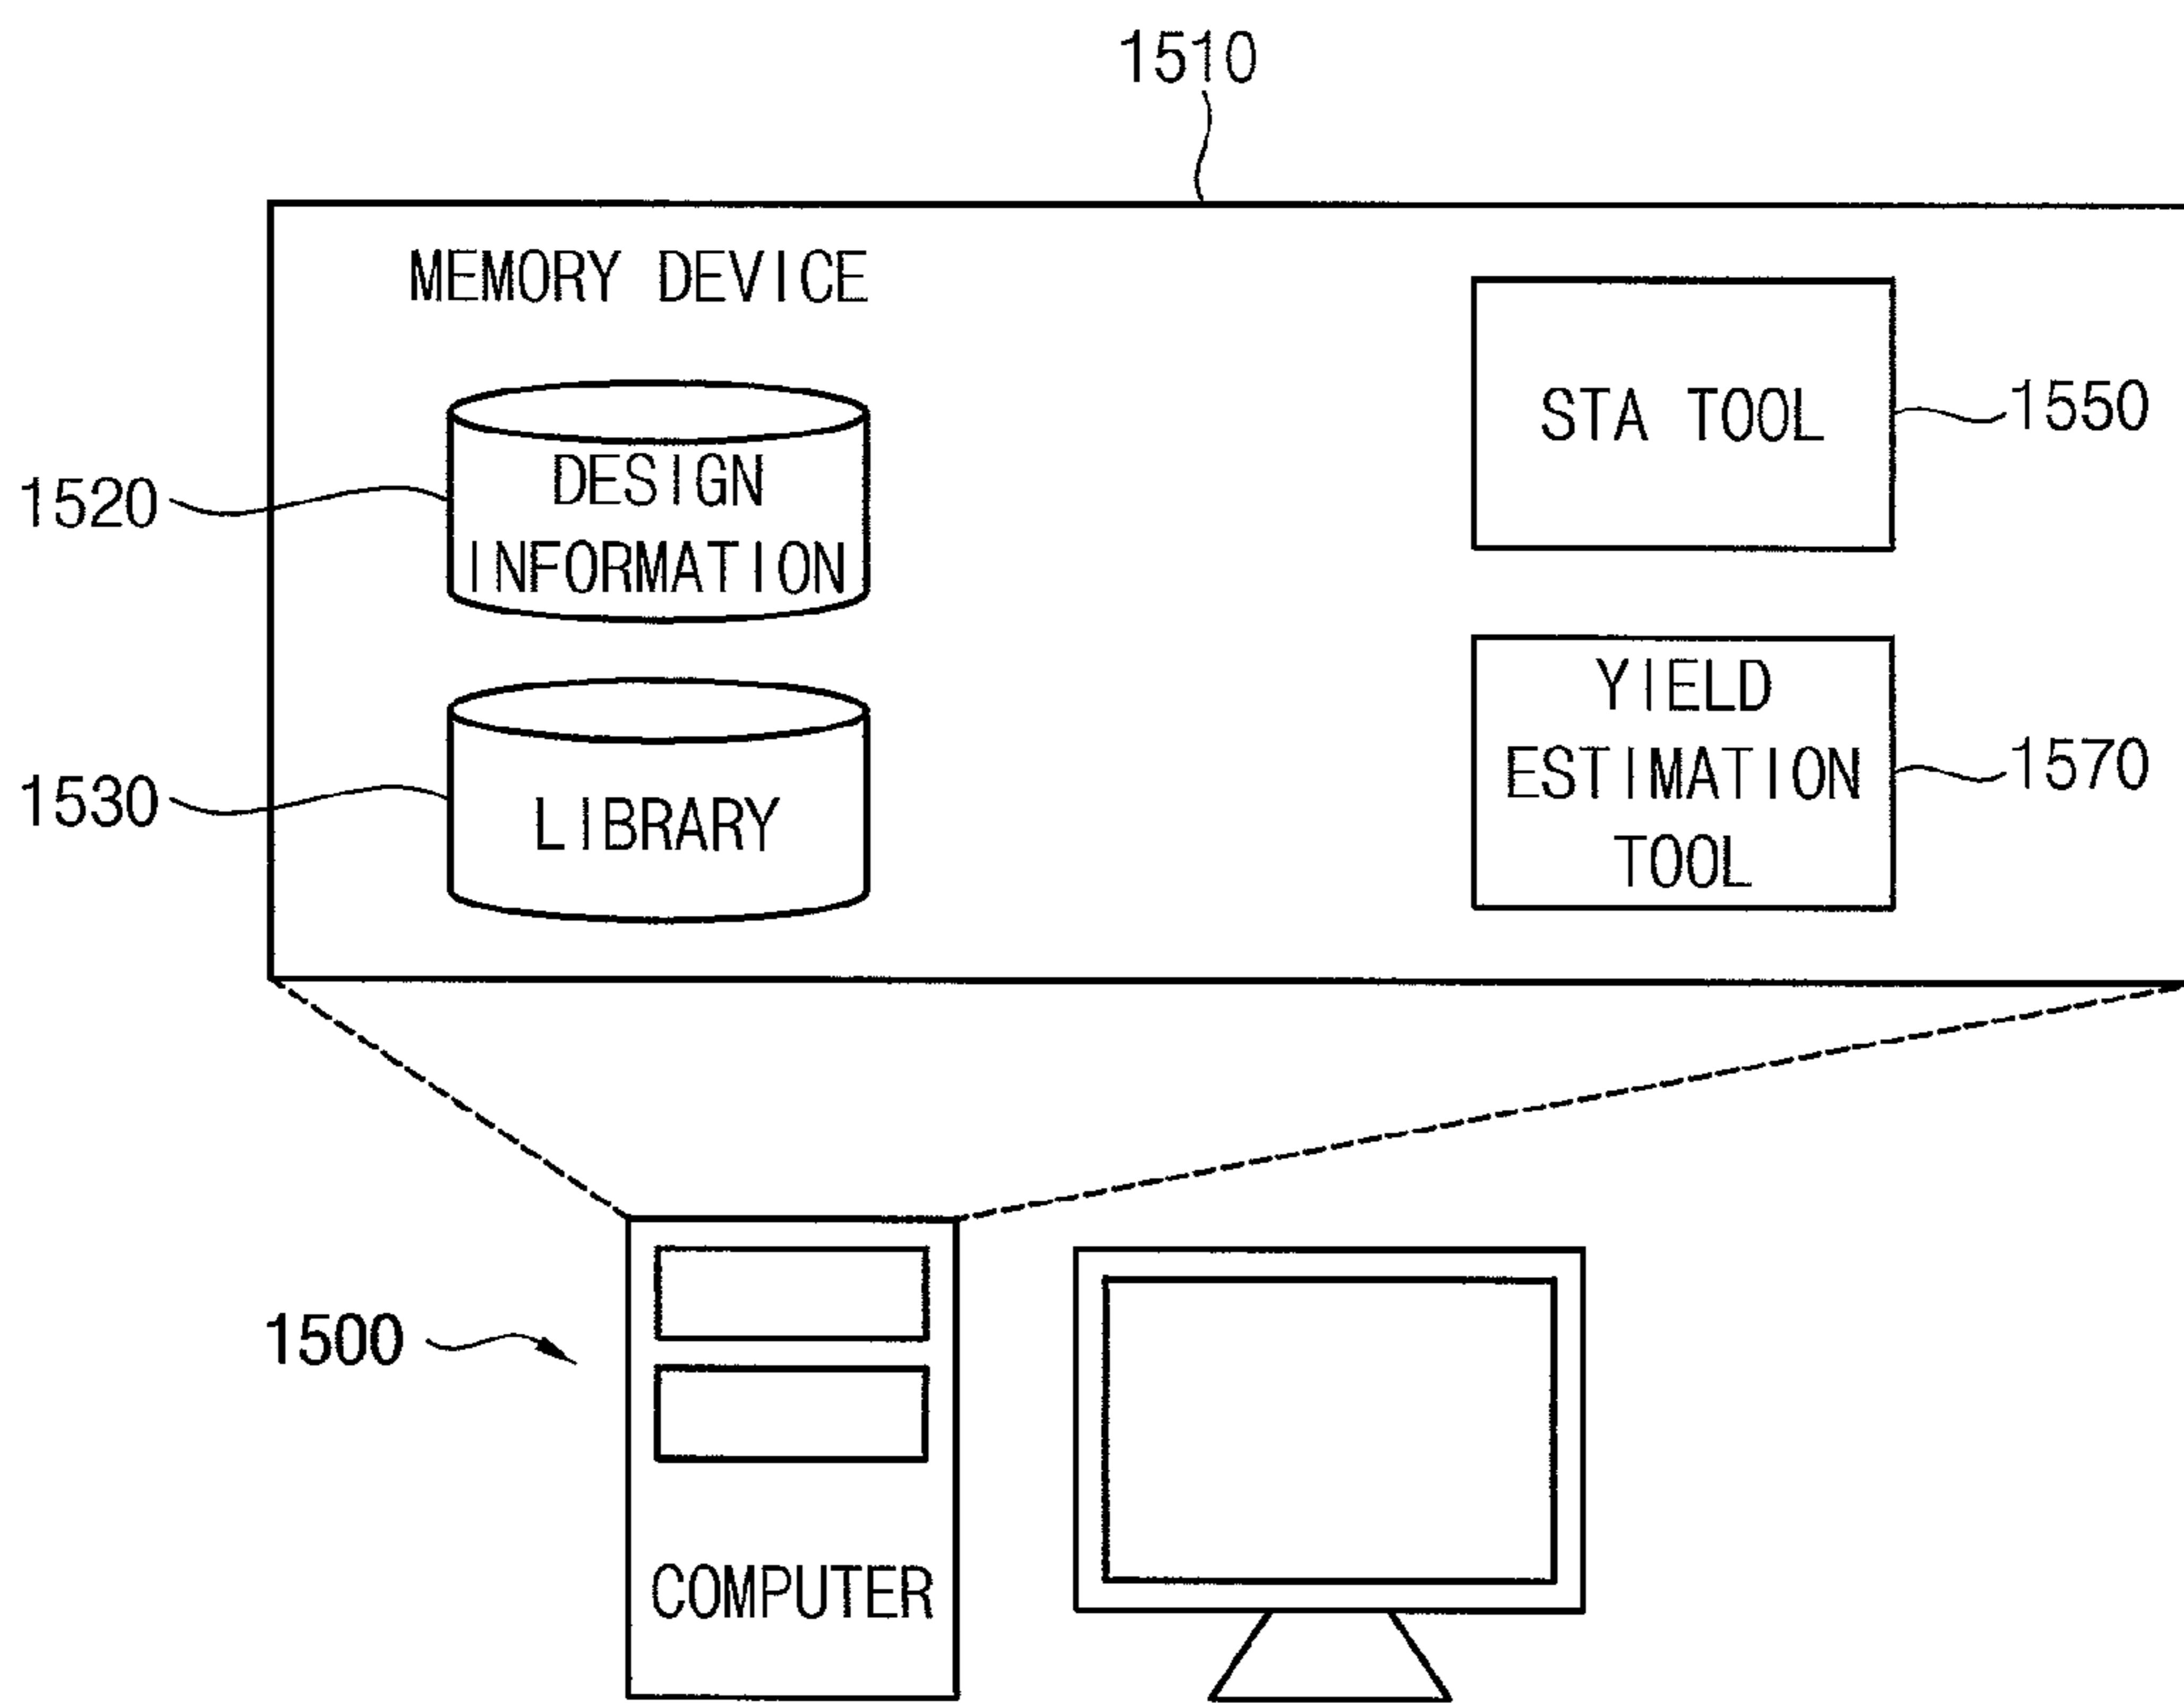 1510
MEMORY DEVICE
STA TOOL
1550
DESIGN
INFORMATION
1520
YIELD
ESTIMATION
TOOL
1570
LIBRARY
1530
1500
COMPUTER